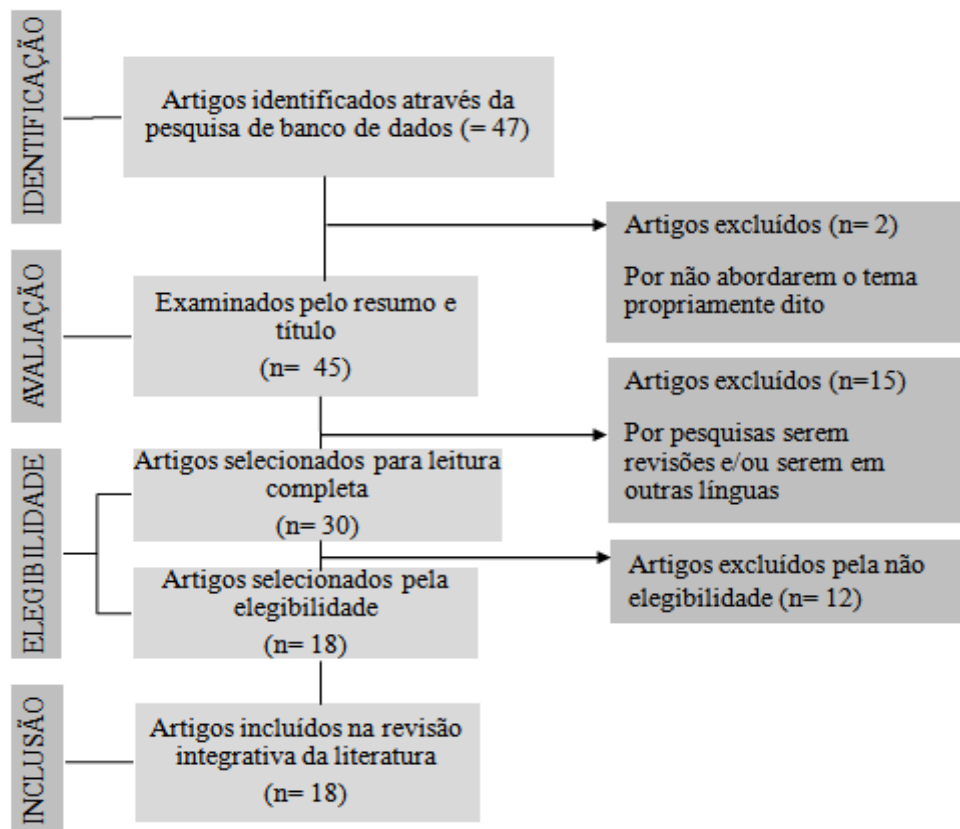 IDENTIFICAÇÃO
Artigos identificados através da
pesquisa de banco de dados (= 47)
Artigos excluídos (n= 2)
Por não abordarem o tema
propriamente dito
AVALIAÇÃO
Examinados pelo resumo e
título
(n= 45)
Artigos excluídos (n=15)
Por pesquisas serem
revisões e/ou serem em
outras línguas
ELEGIBILIDADE
Artigos selecionados para leitura
completa
(n= 30)
Artigos excluídos pela não
elegibilidade (n= 12)
Artigos selecionados pela
elegibilidade
(n= 18)
INCLUSÃO
Artigos incluídos na revisão
integrativa da literatura
(n= 18)